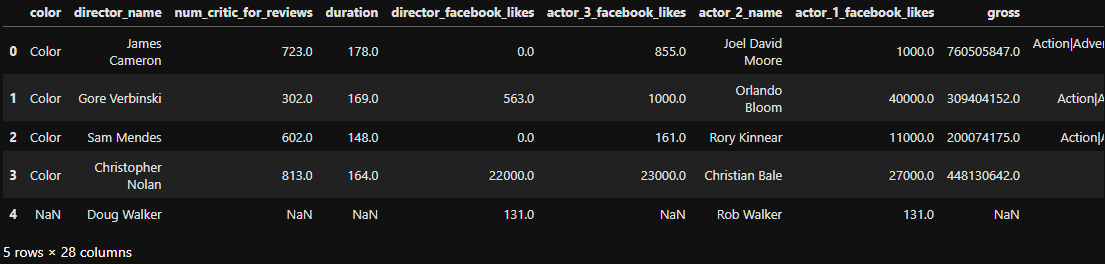 color director_name num_critic_for_reviews duration director_facebook_likes actor_3_facebook_likes actor_2_name actor_1_facebook_likes gross
0 Color James Cameron 723.0 178.0 0.0 855.0 Joel David Moore 1000.0 760505847.0 Action|Adver
1 Color Gore Verbinski 302.0 169.0 563.0 1000.0 Orlando Bloom 40000.0 309404152.0 Action|A
2 Color Sam Mendes 602.0 148.0 0.0 161.0 Rory Kinnear 11000.0 200074175.0 Action|A
3 Color Christopher Nolan 813.0 164.0 22000.0 23000.0 Christian Bale 27000.0 448130642.0
4 NaN Doug Walker NaN NaN 131.0 NaN Rob Walker 131.0 NaN
5 rows × 28 columns